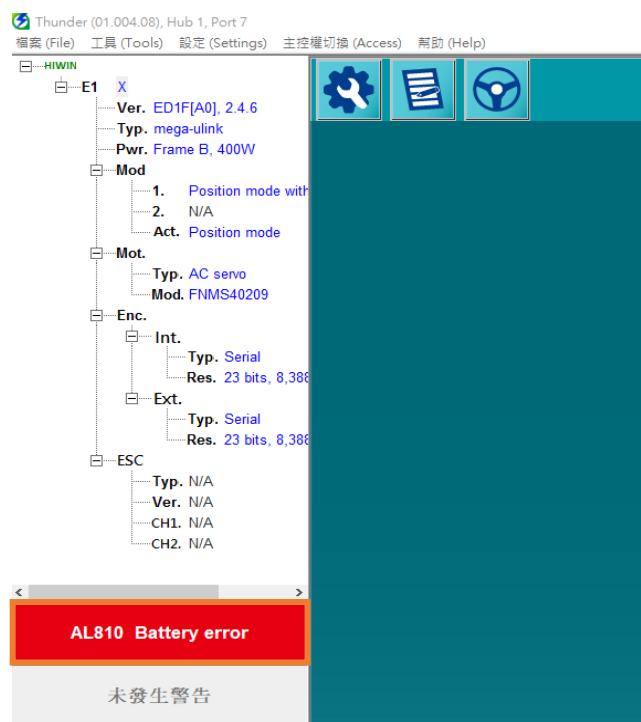 Thunder (01.004.08), Hub 1, Port 7
檔案 (File) 工具 (Tools) 設定 (Settings) 主控權切換 (Access) 幫助 (Help)
HIWIN
E1 X
Ver. ED1F[A0], 2.4.6
Typ. mega-ulink
Pwr. Frame B, 400W
Mod
1. Position mode with
2. N/A
Act. Position mode
Mot.
Typ. AC servo
Mod. FNMS40209
Enc.
Int.
Typ. Serial
Res. 23 bits, 8,388
Ext.
Typ. Serial
Res. 23 bits, 8,388
ESC
Typ. N/A
Ver. N/A
CH1. N/A
CH2. N/A
AL810 Battery error
未發生警告